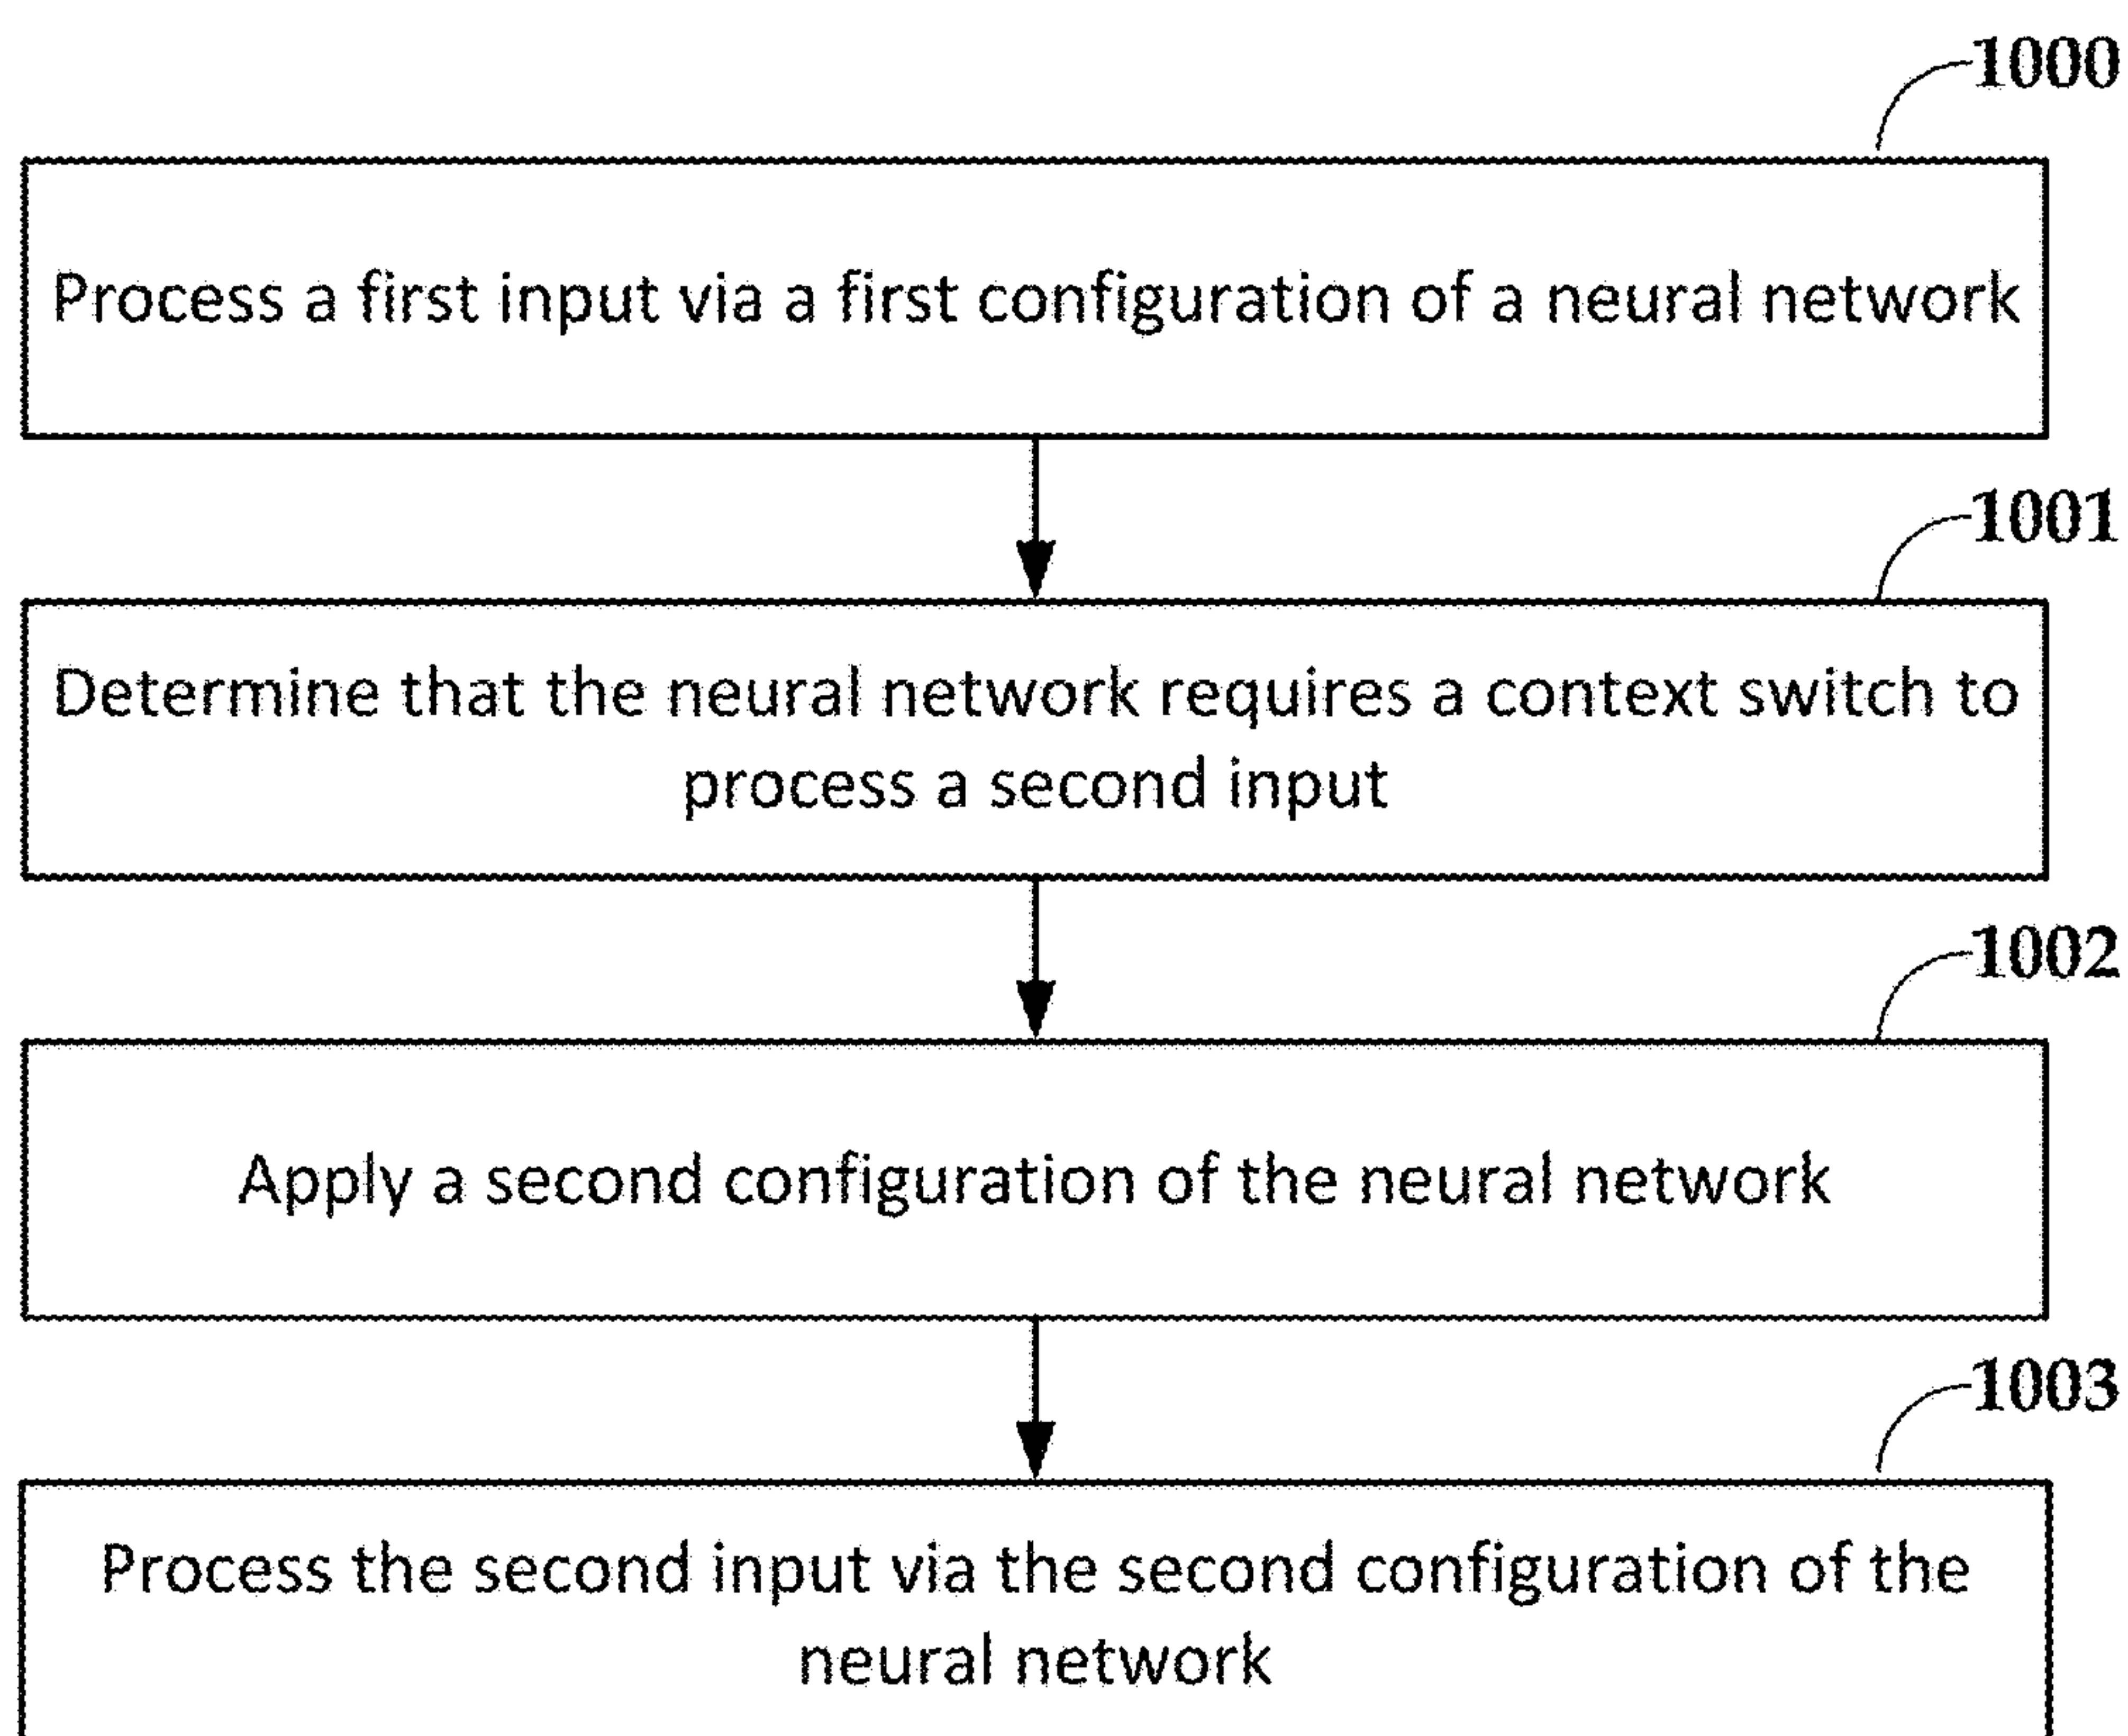 1000
Process a first input via a first configuration of a neural network
1001
Determine that the neural network requires a context switch to
process a second input
1002
Apply a second configuration of the neural network
1003
Process the second input via the second configuration of the
neural network